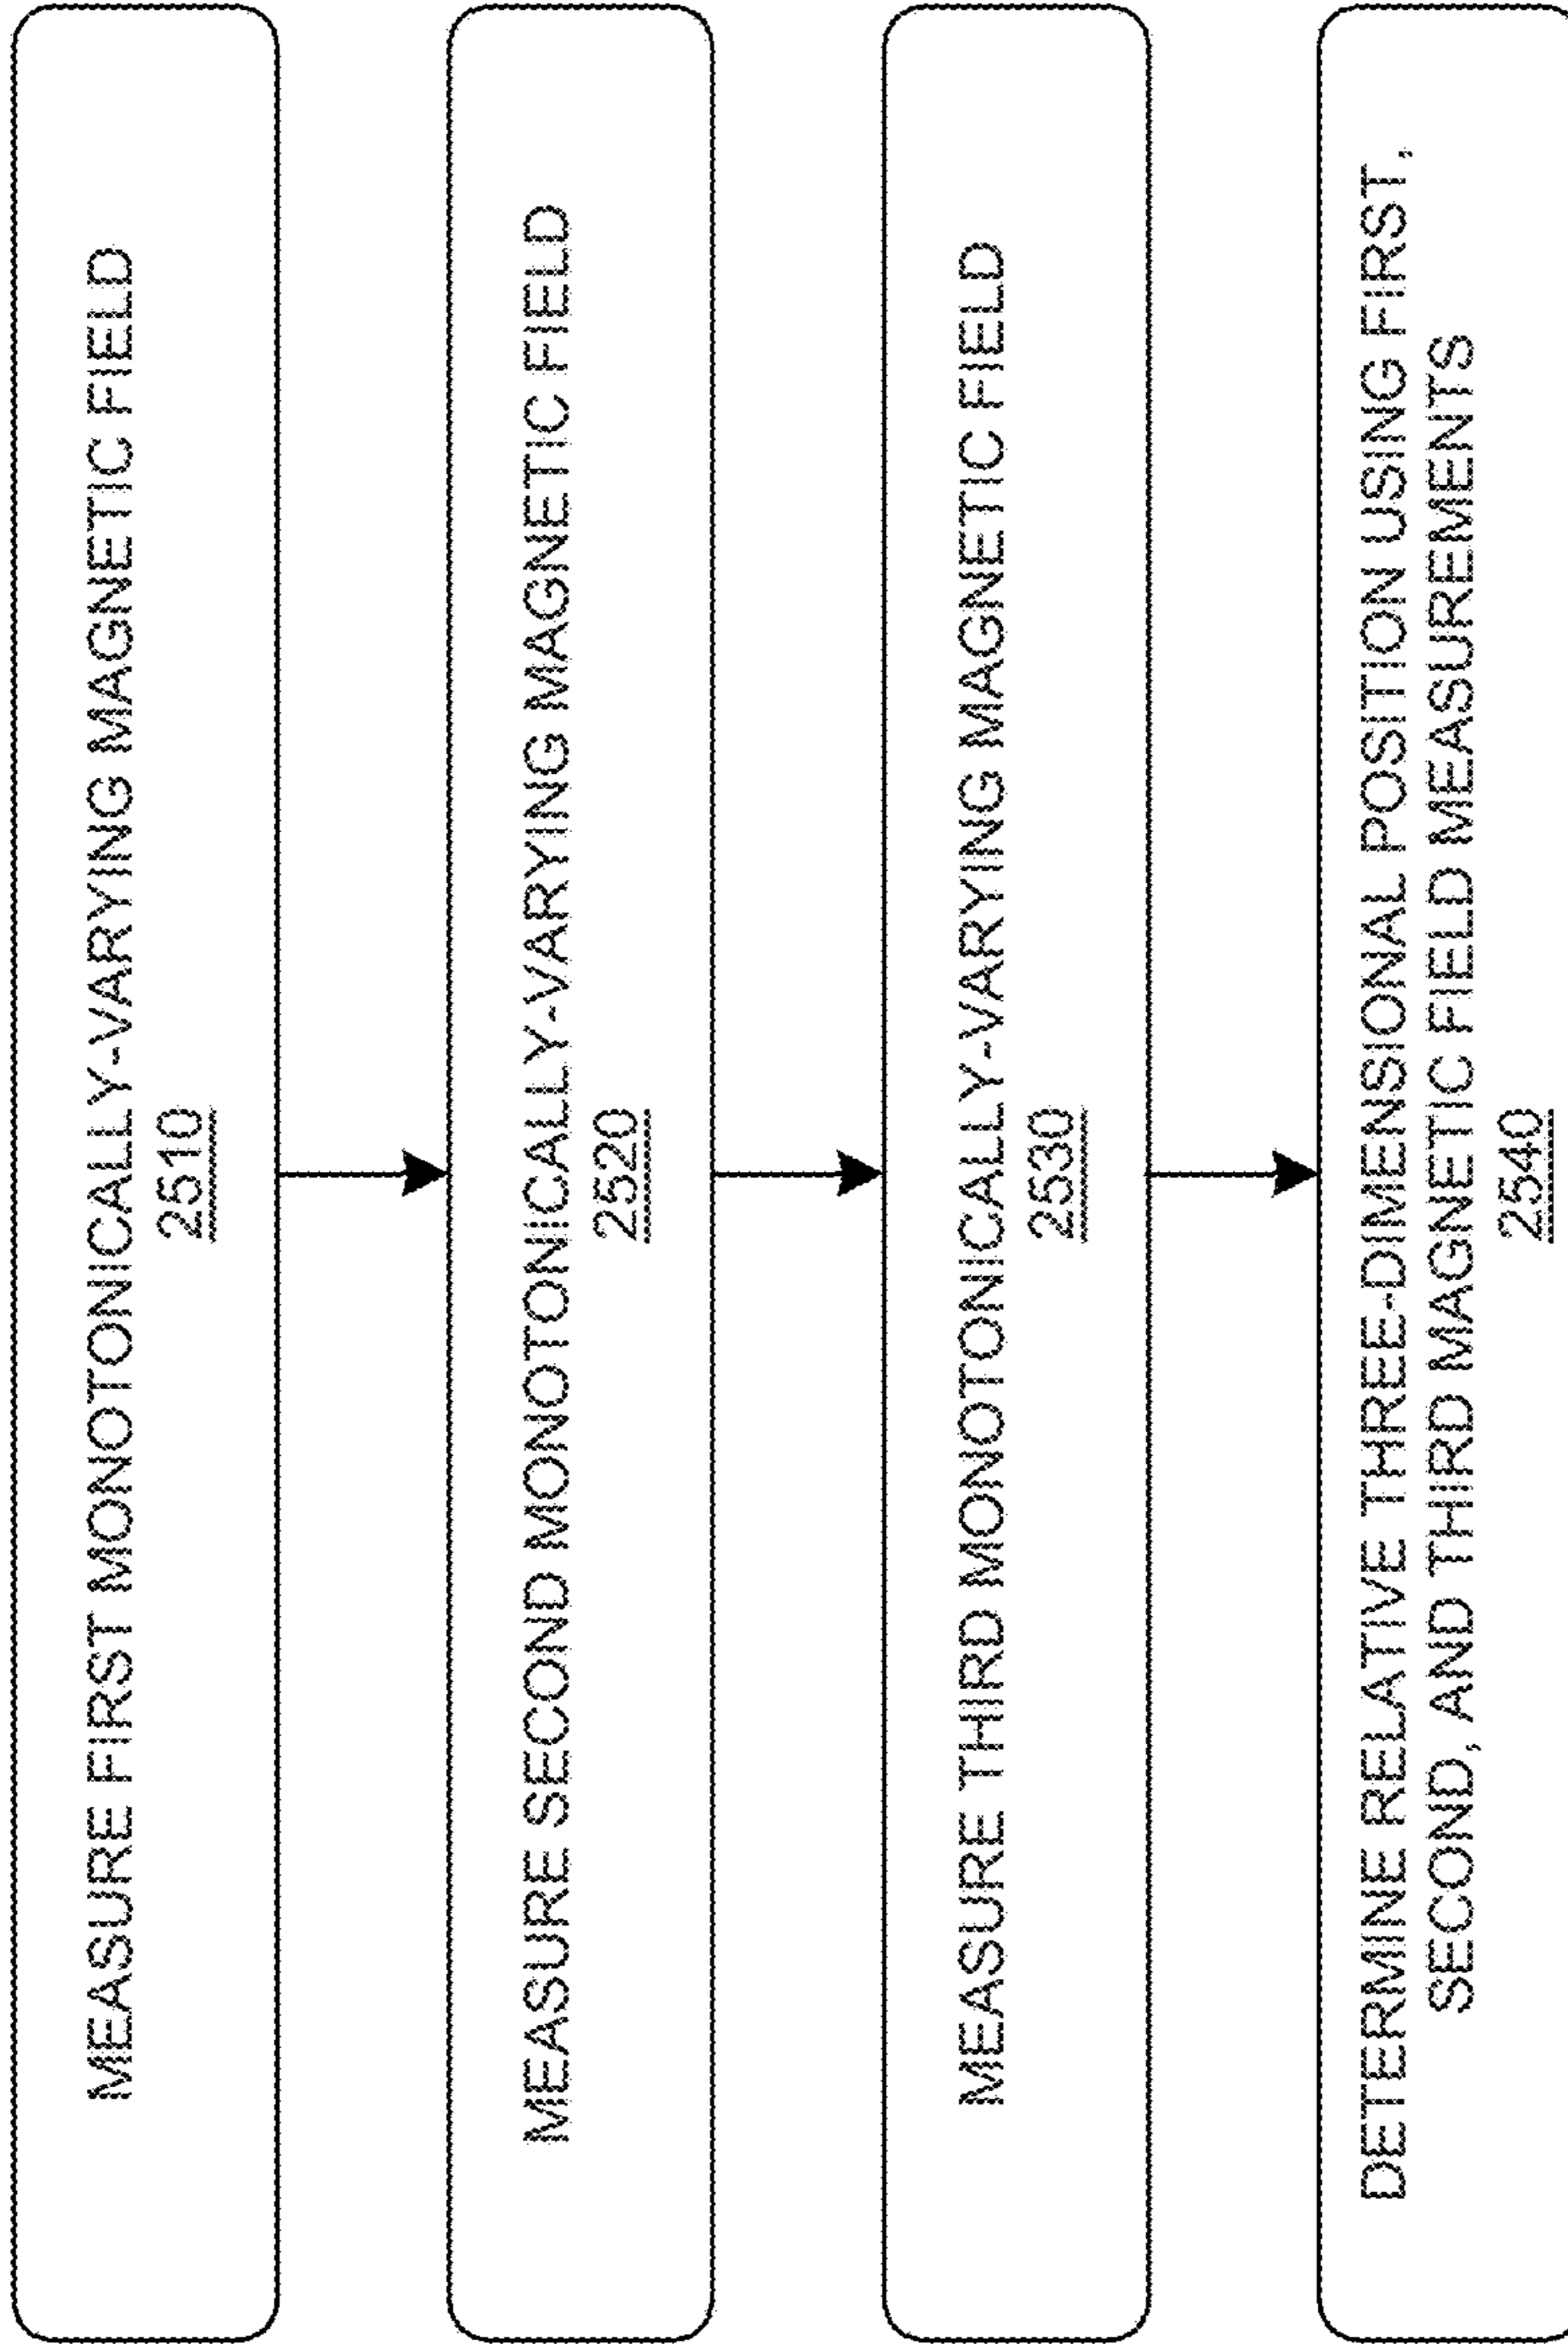 MEASURE FIRST MONOTONICALLY-VARYING MAGNETIC FIELD
2510
MEASURE SECOND MONOTONICALLY-VARYING MAGNETIC FIELD
2520
MEASURE THIRD MONOTONICALLY-VARYING MAGNETIC FIELD
2530
DETERMINE RELATIVE THREE-DIMENSIONAL POSITION USING FIRST,
SECOND, AND THIRD MAGNETIC FIELD MEASUREMENTS
2540